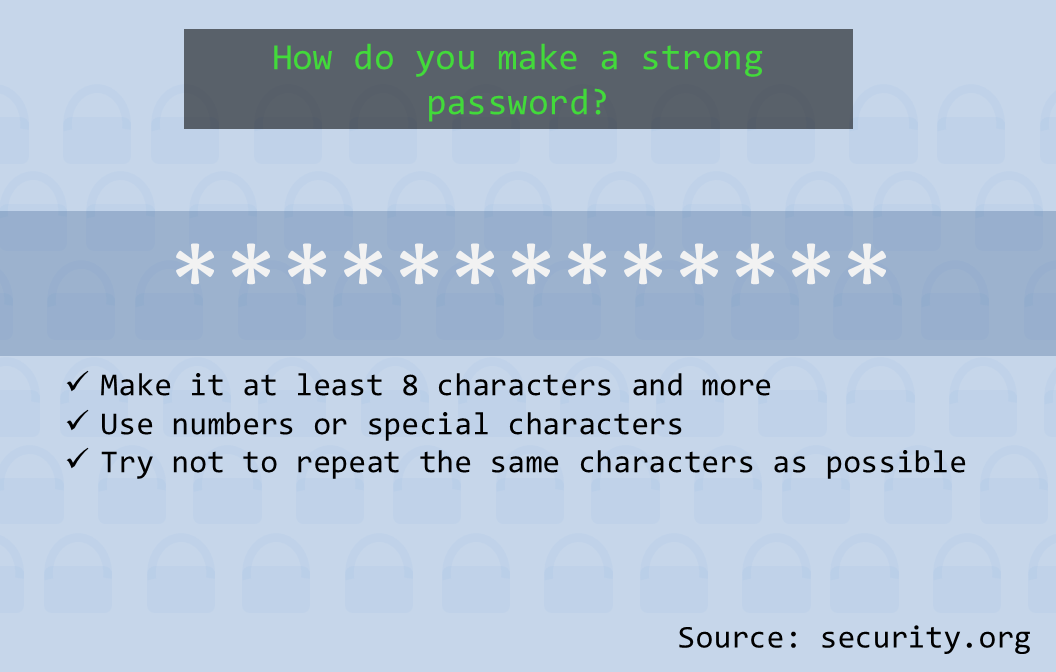 How do you make a strong
password?
*************
✓ Make it at least 8 characters and more
✓ Use numbers or special characters
✓ Try not to repeat the same characters as possible
Source: security.org